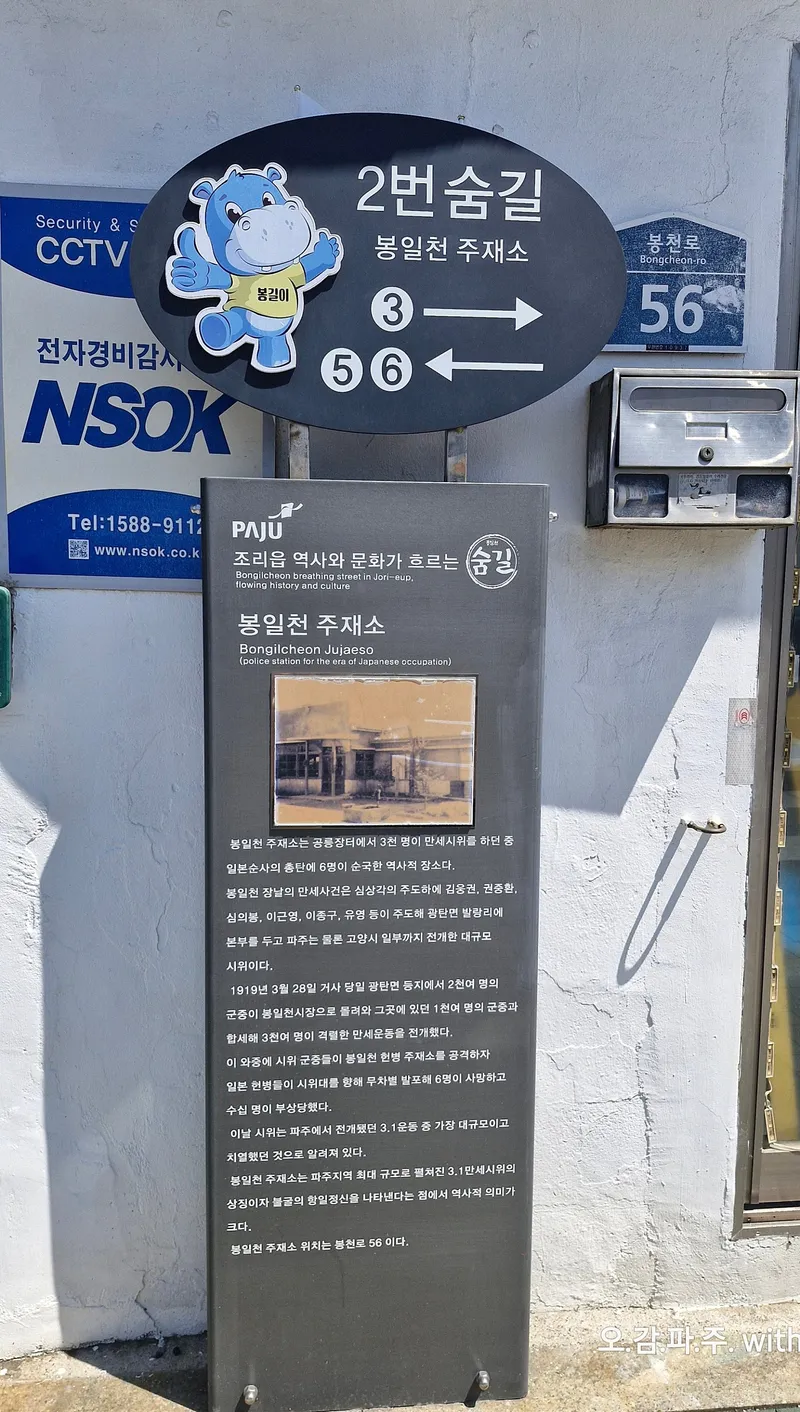 2번숨길
봉일천 주재소
3
5 6
봉길이
Security &
CCTV
전자경비감시
NSOK
Tel:1588-9112
www.nsok.co.k
봉천로
Bongcheon-ro
56
PAJU
조리읍 역사와 문화가 흐르는
봉일천
숨길
Bongilcheon breathing street in Jori-eup,
flowing history and culture
봉일천 주재소
Bongilcheon Jujaeso
(police station for the era of Japanese occupation)
봉일천 주재소는 공릉장터에서 3천 명이 만세시위를 하던 중
일본순사의 총탄에 6명이 순국한 역사적 장소다.
봉일천 장날의 만세사건은 심상각의 주도하에 김웅권, 권중환,
심의봉, 이근영, 이종구, 유영 등이 주도해 광탄면 발랑리에
본부를 두고 파주는 물론 고양시 일부까지 전개한 대규모
시위이다.
1919년 3월 28일 거사 당일 광탄면 등지에서 2천여 명의
군중이 봉일천시장으로 몰려와 그곳에 있던 1천여 명의 군중과
합세해 3천여 명이 격렬한 만세운동을 전개했다.
이 와중에 시위 군중들이 봉일천 헌병 주재소를 공격하자
일본 헌병들이 시위대를 향해 무차별 발포해 6명이 사망하고
수십 명이 부상당했다.
이날 시위는 파주에서 전개됐던 3.1운동 중 가장 대규모이고
치열했던 것으로 알려져 있다.
봉일천 주재소는 파주지역 최대 규모로 펼쳐진 3.1만세시위의
상징이자 불굴의 항일정신을 나타낸다는 점에서 역사적 의미가
크다.
봉일천 주재소 위치는 봉천로 56 이다.
오.감.파.주. with